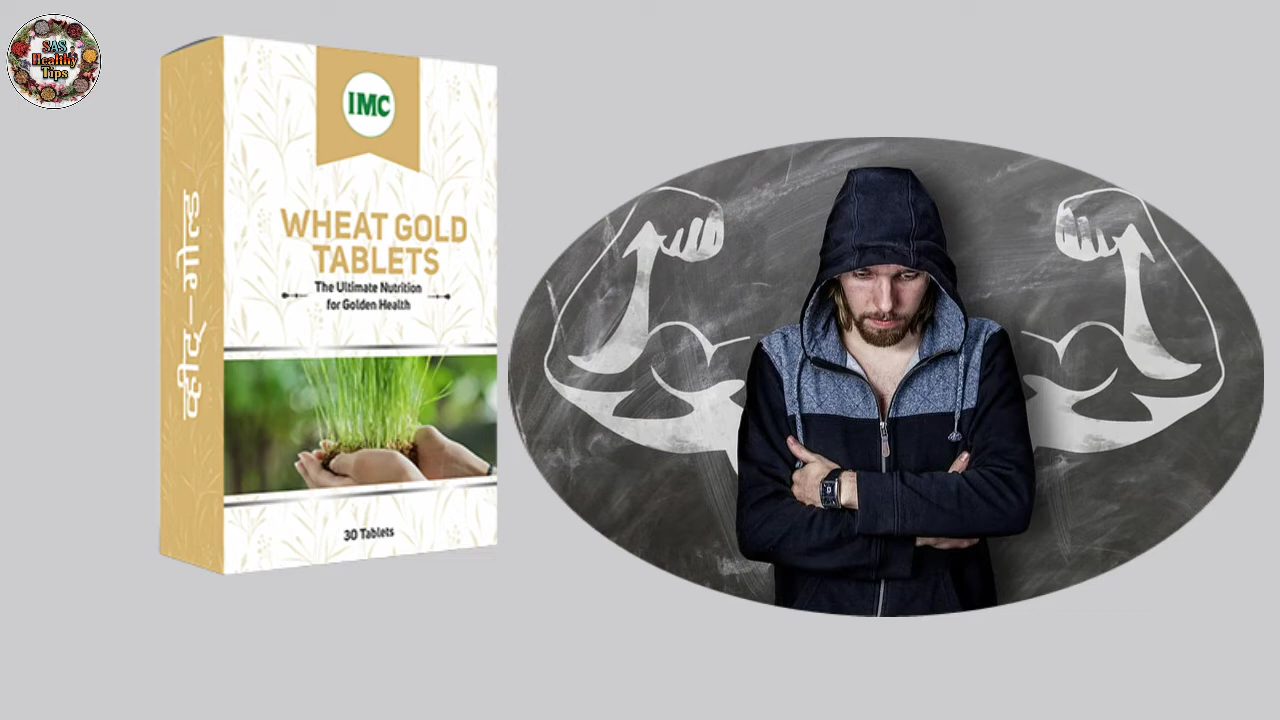 SAS
Healthy
Tips
IMC
WHEAT GOLD
TABLETS
The Ultimate Nutrition
for Golden Health
30 Tablets
व्हीट-गोल्ड